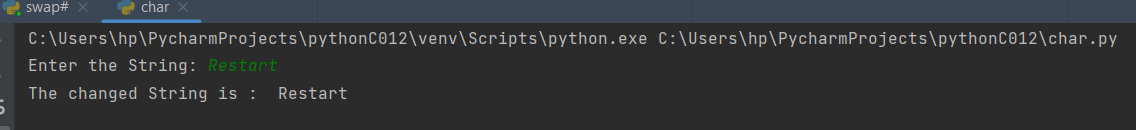 swap# char
C:\Users\hp\PycharmProjects\pythonC012\venv\Scripts\python.exe C:\Users\hp\PycharmProjects\pythonC012\char.py
Enter the String: Restart
The changed String is :  Restart